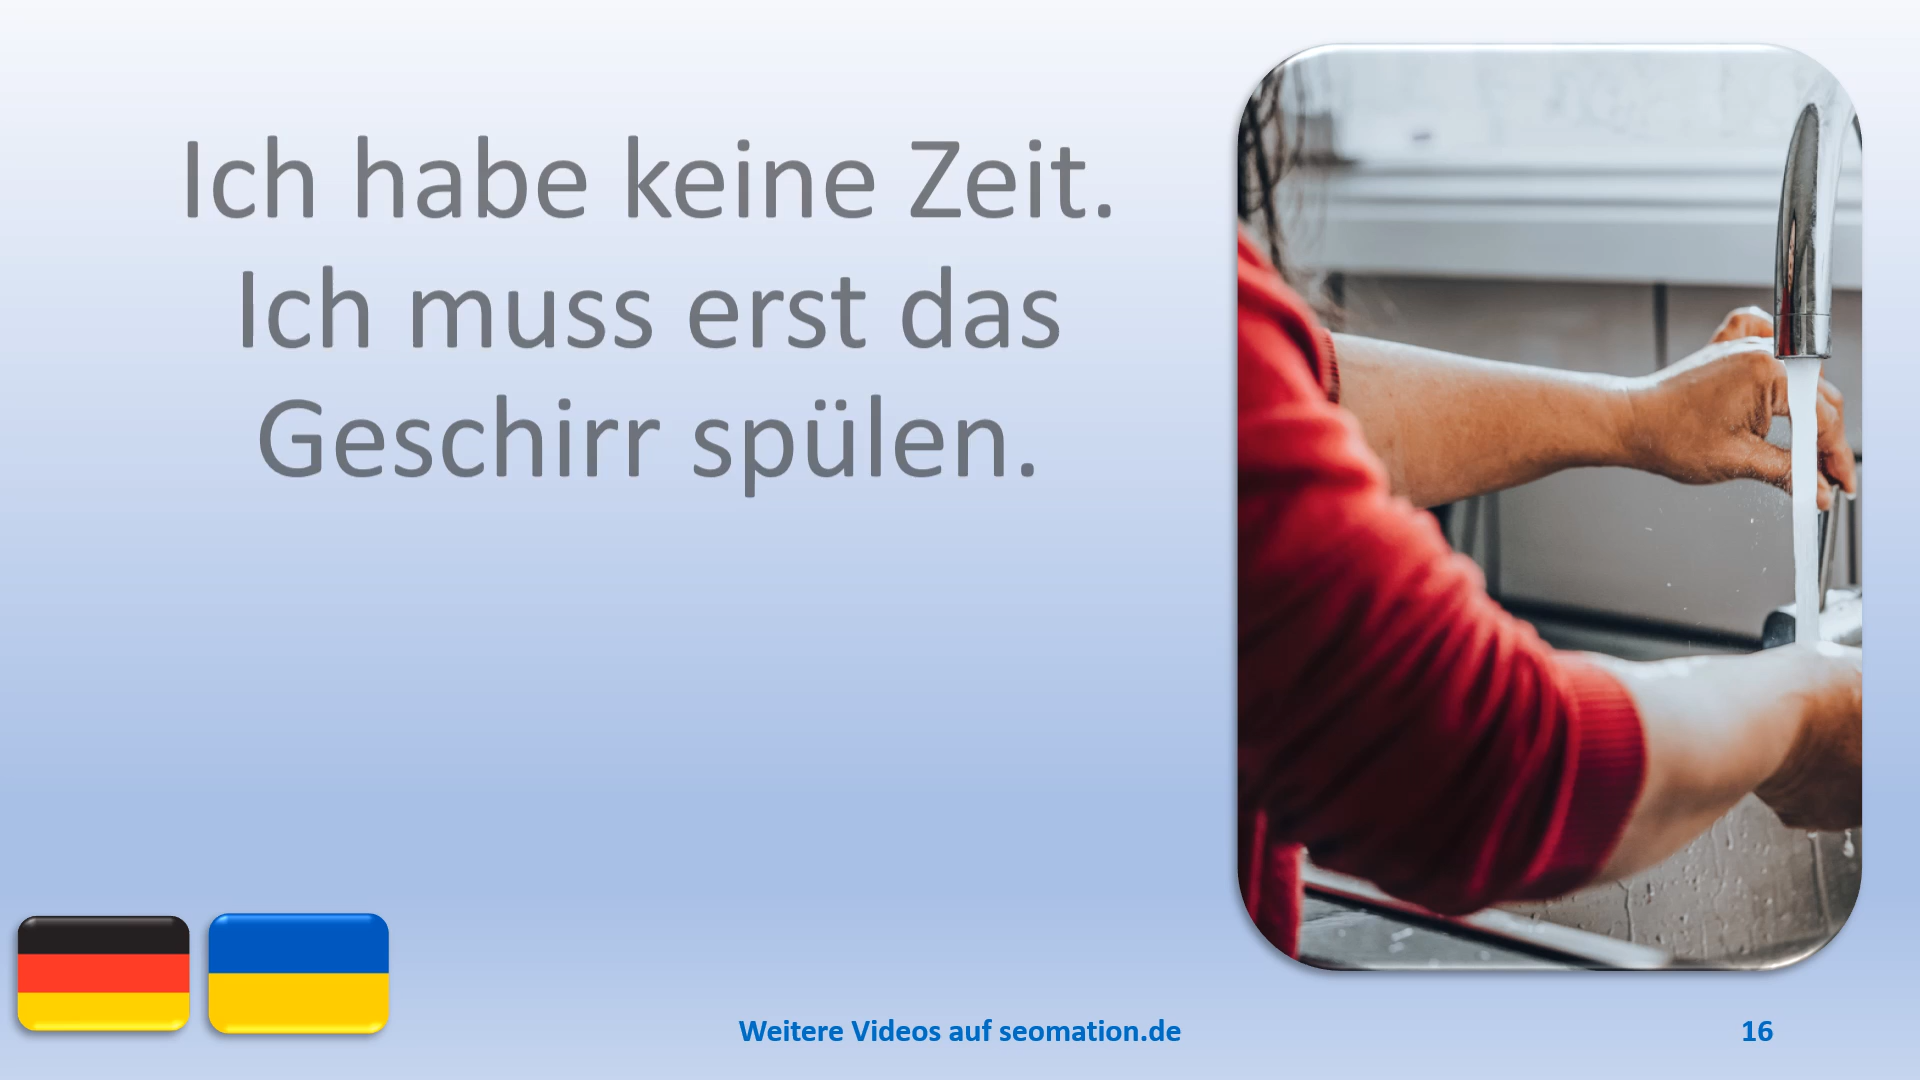 Ich habe keine Zeit.
Ich muss erst das
Geschirr spülen.
Weitere Videos auf seomation.de
16